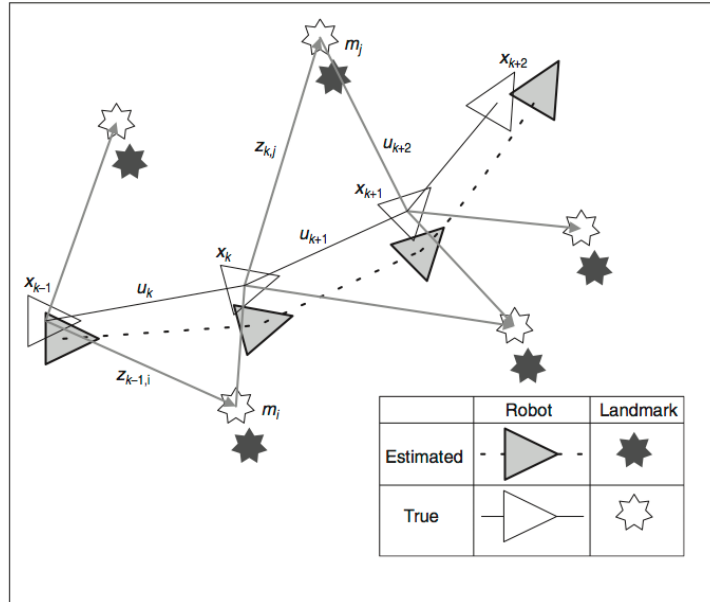 m_j
x_{k+2}
z_{k,j}
u_{k+2}
x_{k+1}
u_{k+1}
x_k
x_{k–1}
u_k
z_{k–1,i}
m_i
Robot Landmark
Estimated
True